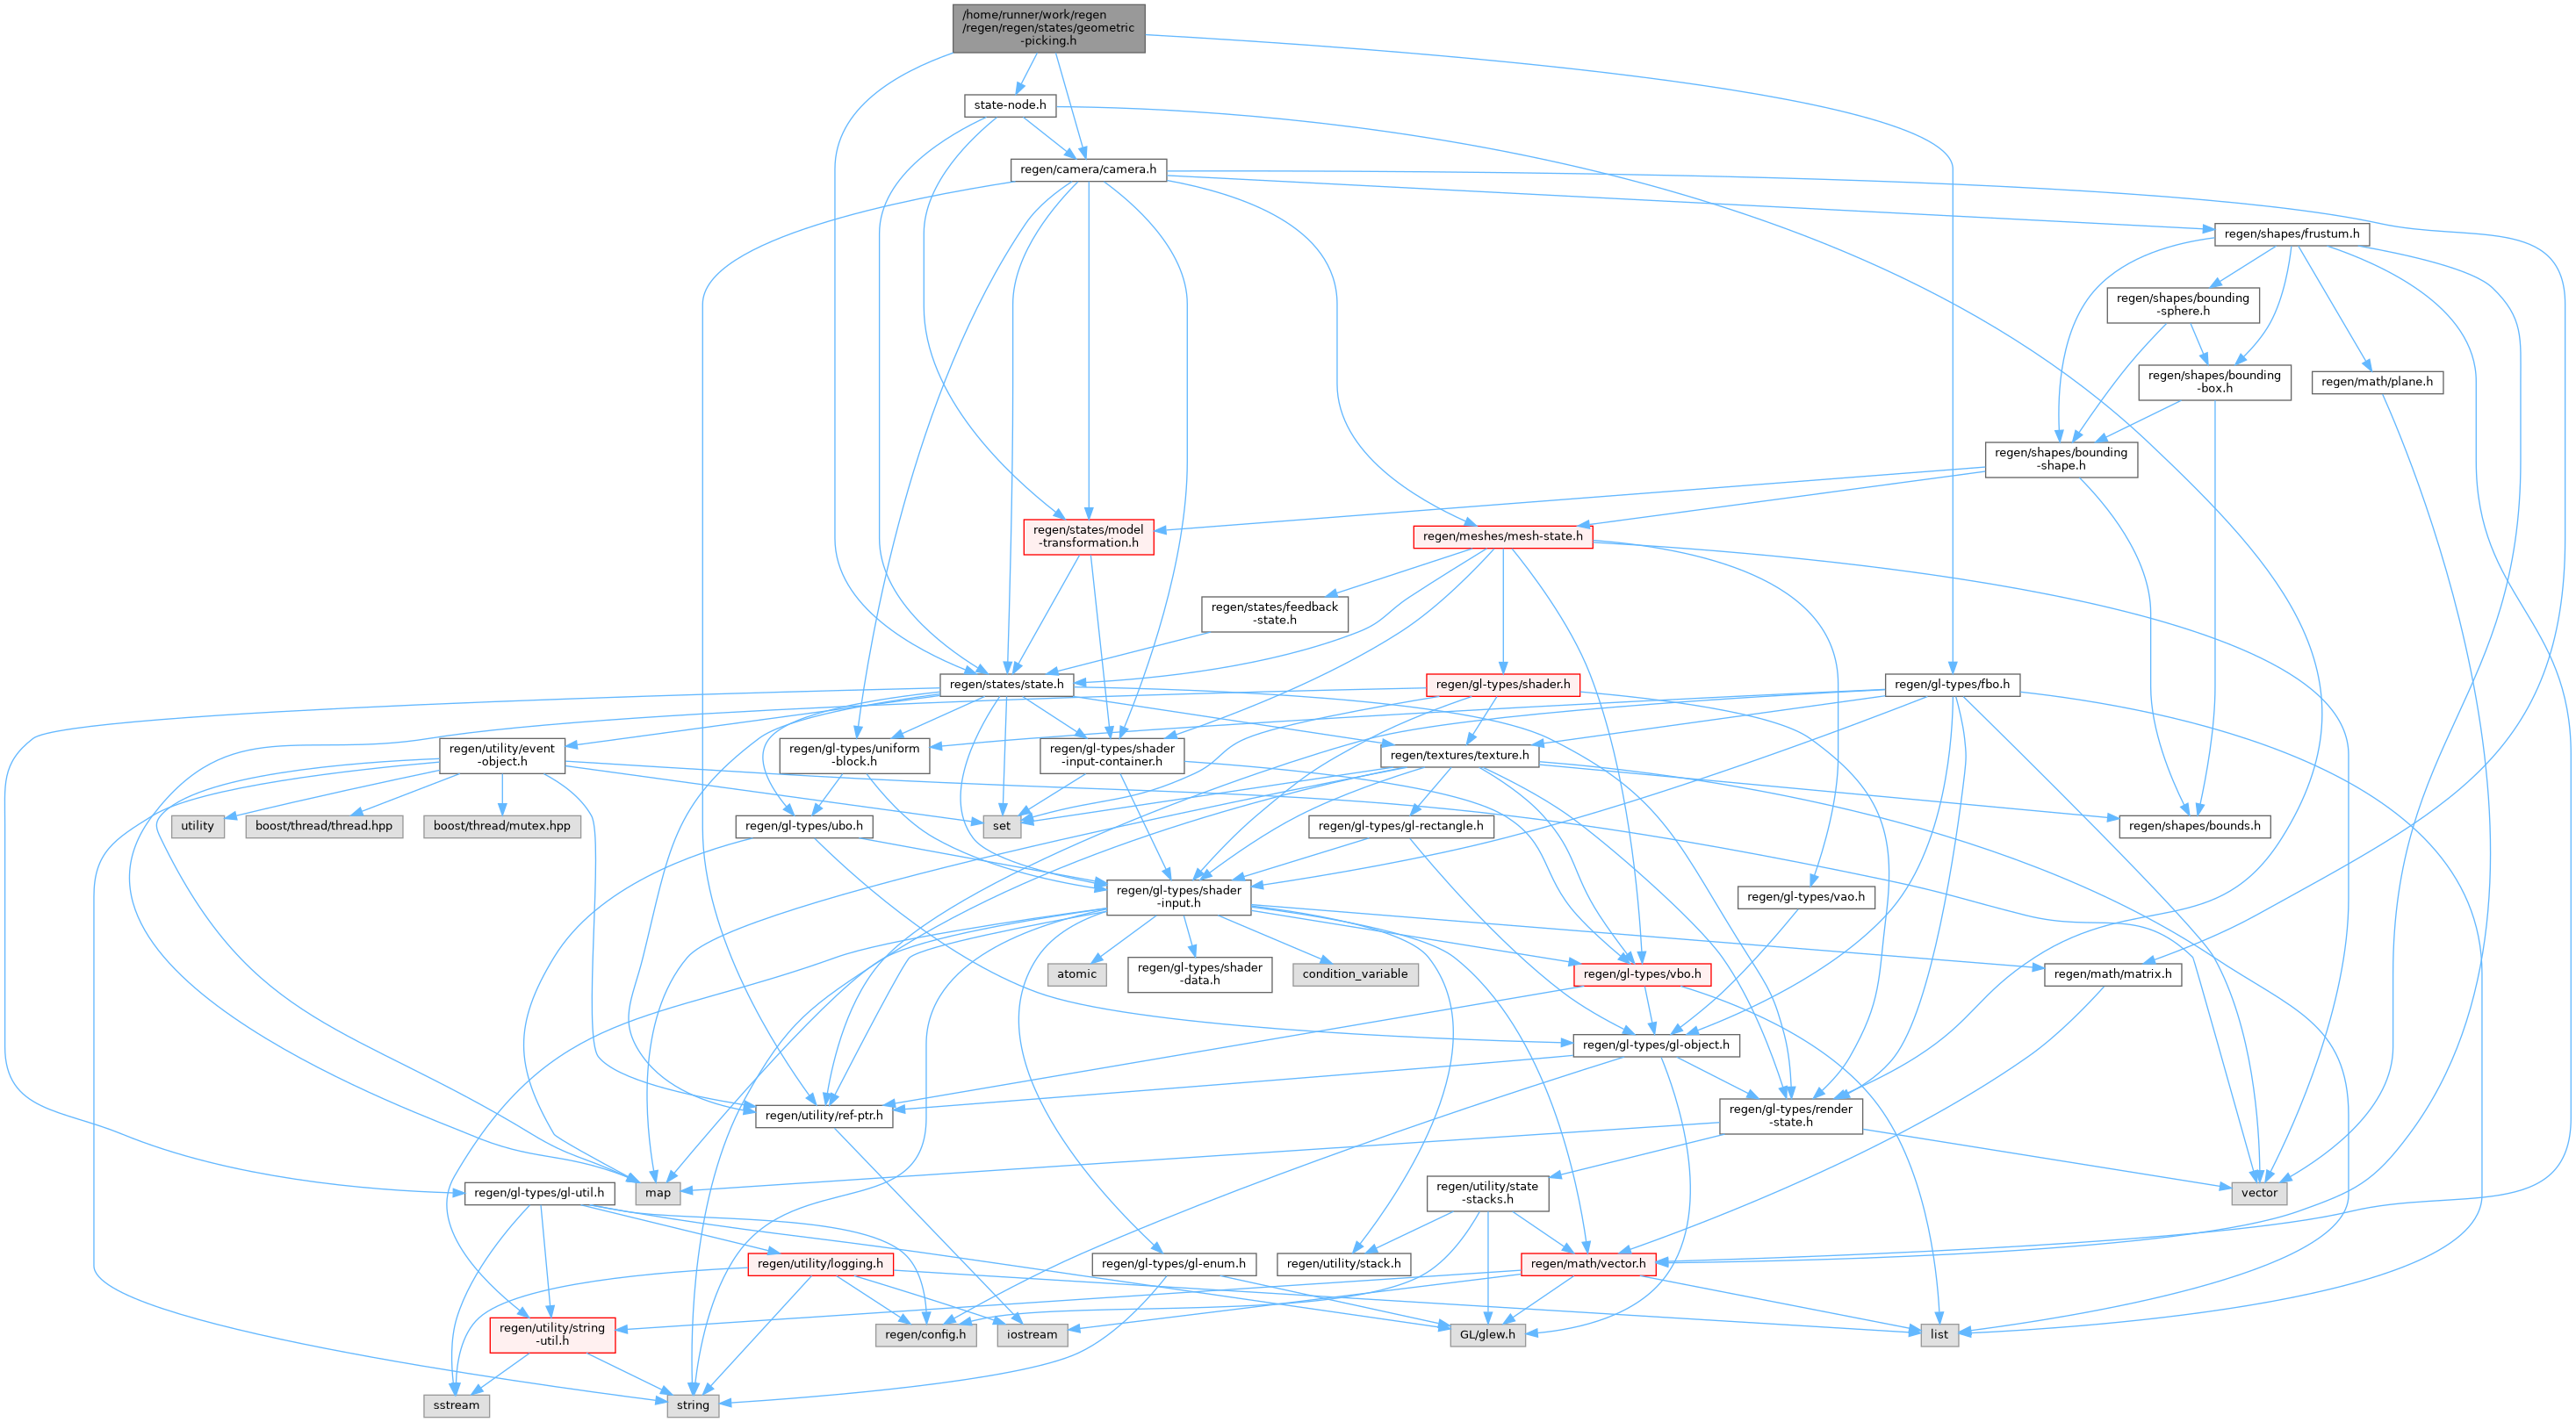 /home/runner/work/regen
/regen/regen/states/geometric
-picking.h
state-node.h
regen/camera/camera.h
regen/shapes/frustum.h
regen/shapes/bounding
-sphere.h
regen/shapes/bounding
-box.h
regen/math/plane.h
regen/shapes/bounding
-shape.h
regen/states/model
-transformation.h
regen/meshes/mesh-state.h
regen/states/feedback
-state.h
regen/states/state.h
regen/gl-types/shader.h
regen/gl-types/fbo.h
regen/utility/event
-object.h
regen/gl-types/uniform
-block.h
regen/gl-types/shader
-input-container.h
regen/textures/texture.h
utility
boost/thread/thread.hpp
boost/thread/mutex.hpp
regen/gl-types/ubo.h
set
regen/gl-types/gl-rectangle.h
regen/shapes/bounds.h
regen/gl-types/shader
-input.h
regen/gl-types/vao.h
atomic
regen/gl-types/shader
-data.h
condition_variable
regen/gl-types/vbo.h
regen/math/matrix.h
regen/gl-types/gl-object.h
regen/utility/ref-ptr.h
regen/gl-types/render
-state.h
regen/gl-types/gl-util.h
map
regen/utility/state
-stacks.h
vector
regen/utility/logging.h
regen/gl-types/gl-enum.h
regen/utility/stack.h
regen/math/vector.h
regen/utility/string
-util.h
regen/config.h
iostream
GL/glew.h
list
sstream
string